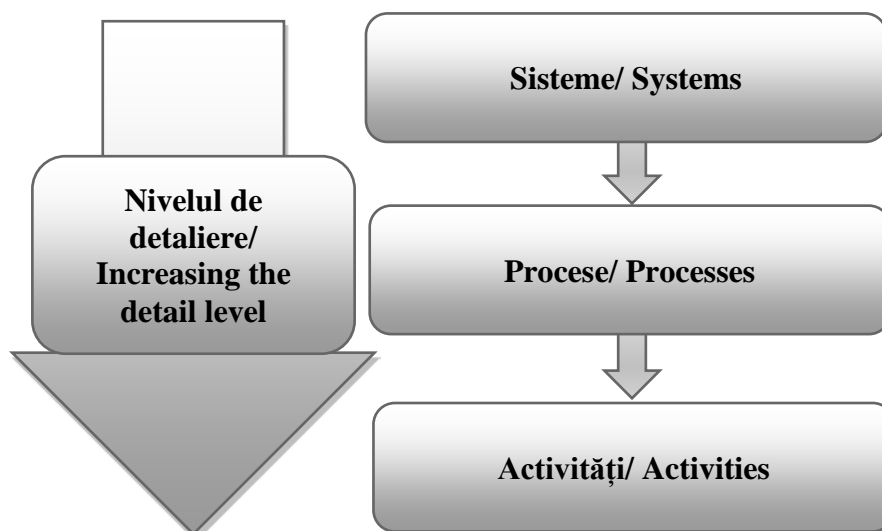 Sisteme/ Systems
Nivelul de
detaliere/
Increasing the
detail level
Procese/ Processes
Activități/ Activities